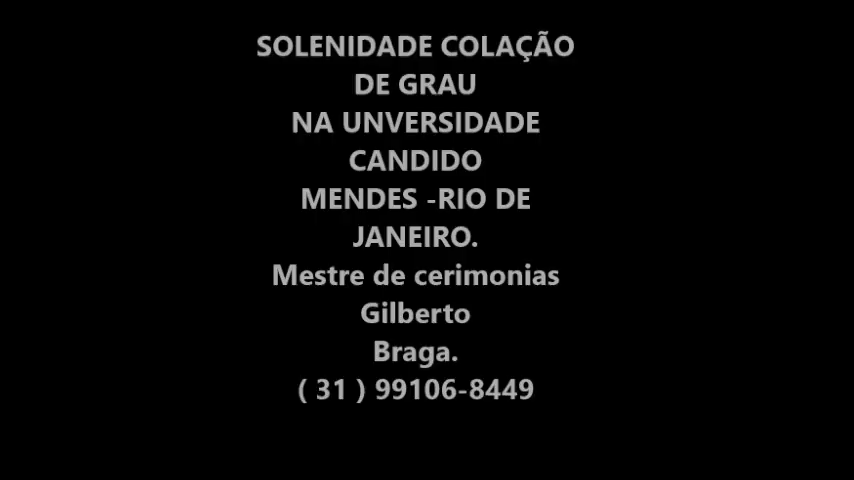 SOLENIDADE COLAÇÃO
DE GRAU
NA UNVERSIDADE
CANDIDO
MENDES -RIO DE
JANEIRO.
Mestre de cerimonias
Gilberto
Braga.
( 31 ) 99106-8449